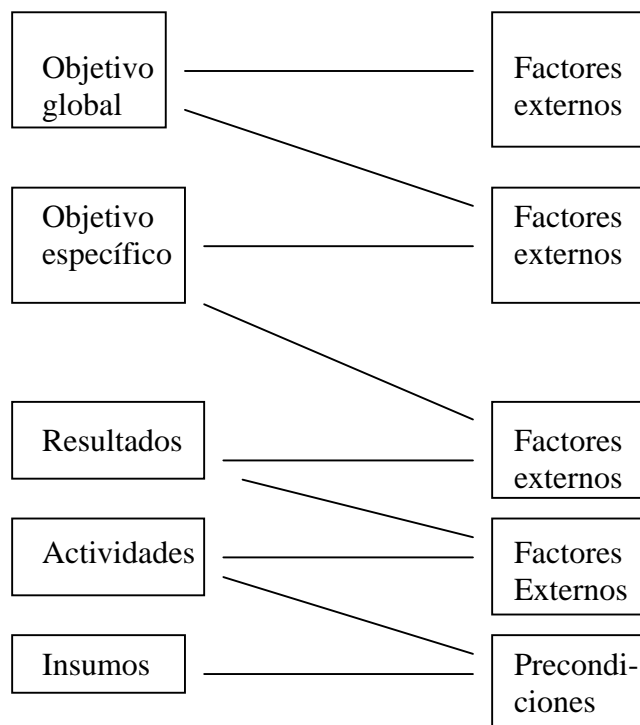 Objetivo
global
Factores
externos
Objetivo
específico
Factores
externos
Resultados
Factores
externos
Actividades
Factores
Externos
Insumos
Precondi-
ciones